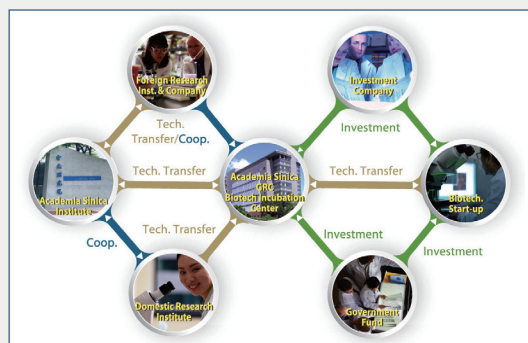 Foreign Research
Inst. & Company
Investment
Company
Tech.
Transfer/Coop.
Investment
Academia Sinica
Institute
Tech. Transfer
Academia Sinica
GRC
Biotech Incubation
Center
Tech. Transfer
Biotech.
Start-up
Coop.
Tech. Transfer
Investment
Investment
Domestic Research
Institute
Government
Fund